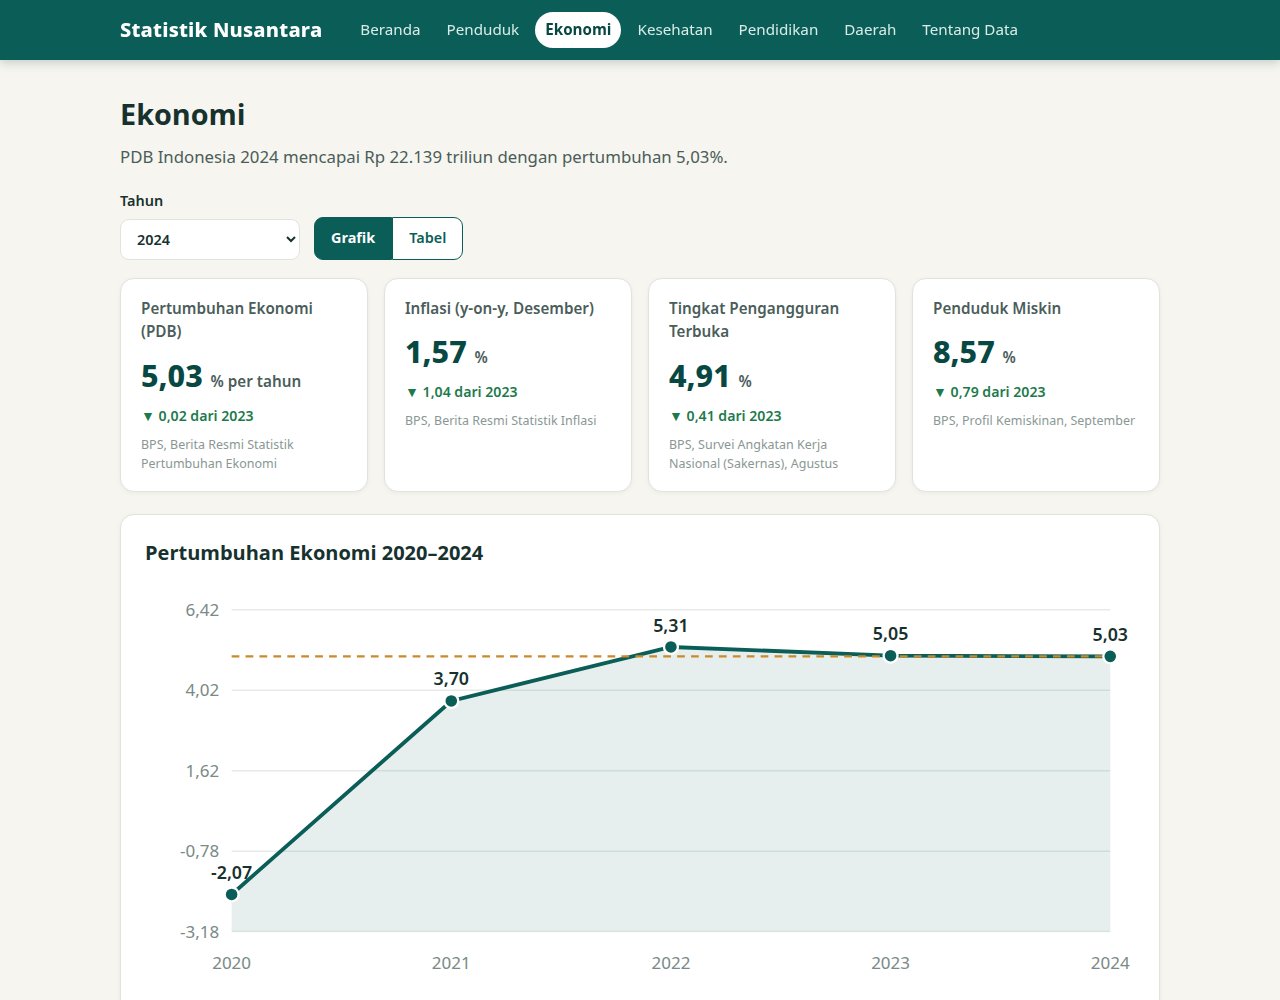 Statistik Nusantara
Beranda
Penduduk
Ekonomi
Kesehatan
Pendidikan
Daerah
Tentang Data
Ekonomi
PDB Indonesia 2024 mencapai Rp 22.139 triliun dengan pertumbuhan 5,03%.
Tahun
2024
Grafik
Tabel
Pertumbuhan Ekonomi
(PDB)
5,03 % per tahun
▼ 0,02 dari 2023
BPS, Berita Resmi Statistik
Pertumbuhan Ekonomi
Inflasi (y-on-y, Desember)
1,57 %
▼ 1,04 dari 2023
BPS, Berita Resmi Statistik Inflasi
Tingkat Pengangguran
Terbuka
4,91 %
▼ 0,41 dari 2023
BPS, Survei Angkatan Kerja
Nasional (Sakernas), Agustus
Penduduk Miskin
8,57 %
▼ 0,79 dari 2023
BPS, Profil Kemiskinan, September
Pertumbuhan Ekonomi 2020–2024
6,42
4,02
1,62
-0,78
-3,18
-2,07
3,70
5,31
5,05
5,03
2020
2021
2022
2023
2024